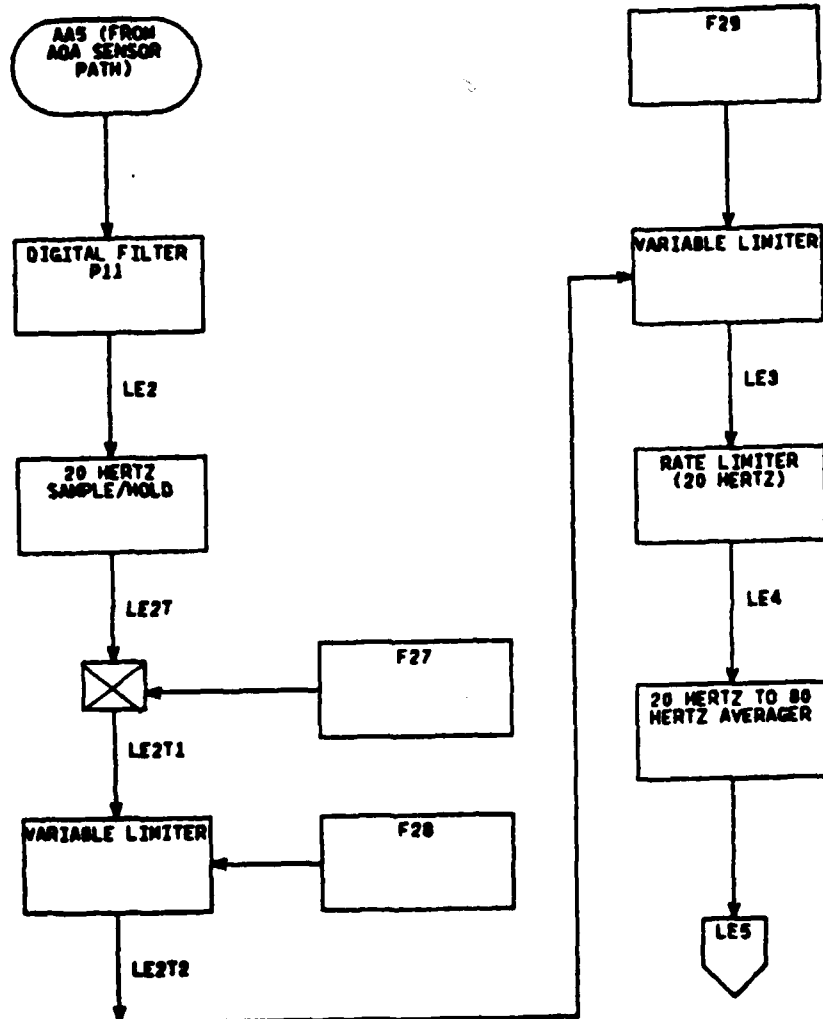 AA5 (FROM
AOA SENSOR
PATH)
DIGITAL FILTER
P11
LE2
20 HERTZ
SAMPLE/HOLD
LE2T
F27
LE2T1
VARIABLE LIMITER
F28
LE2T2
F29
VARIABLE LIMITER
LE3
RATE LIMITER
(20 HERTZ)
LE4
20 HERTZ TO 80
HERTZ AVERAGER
LE5